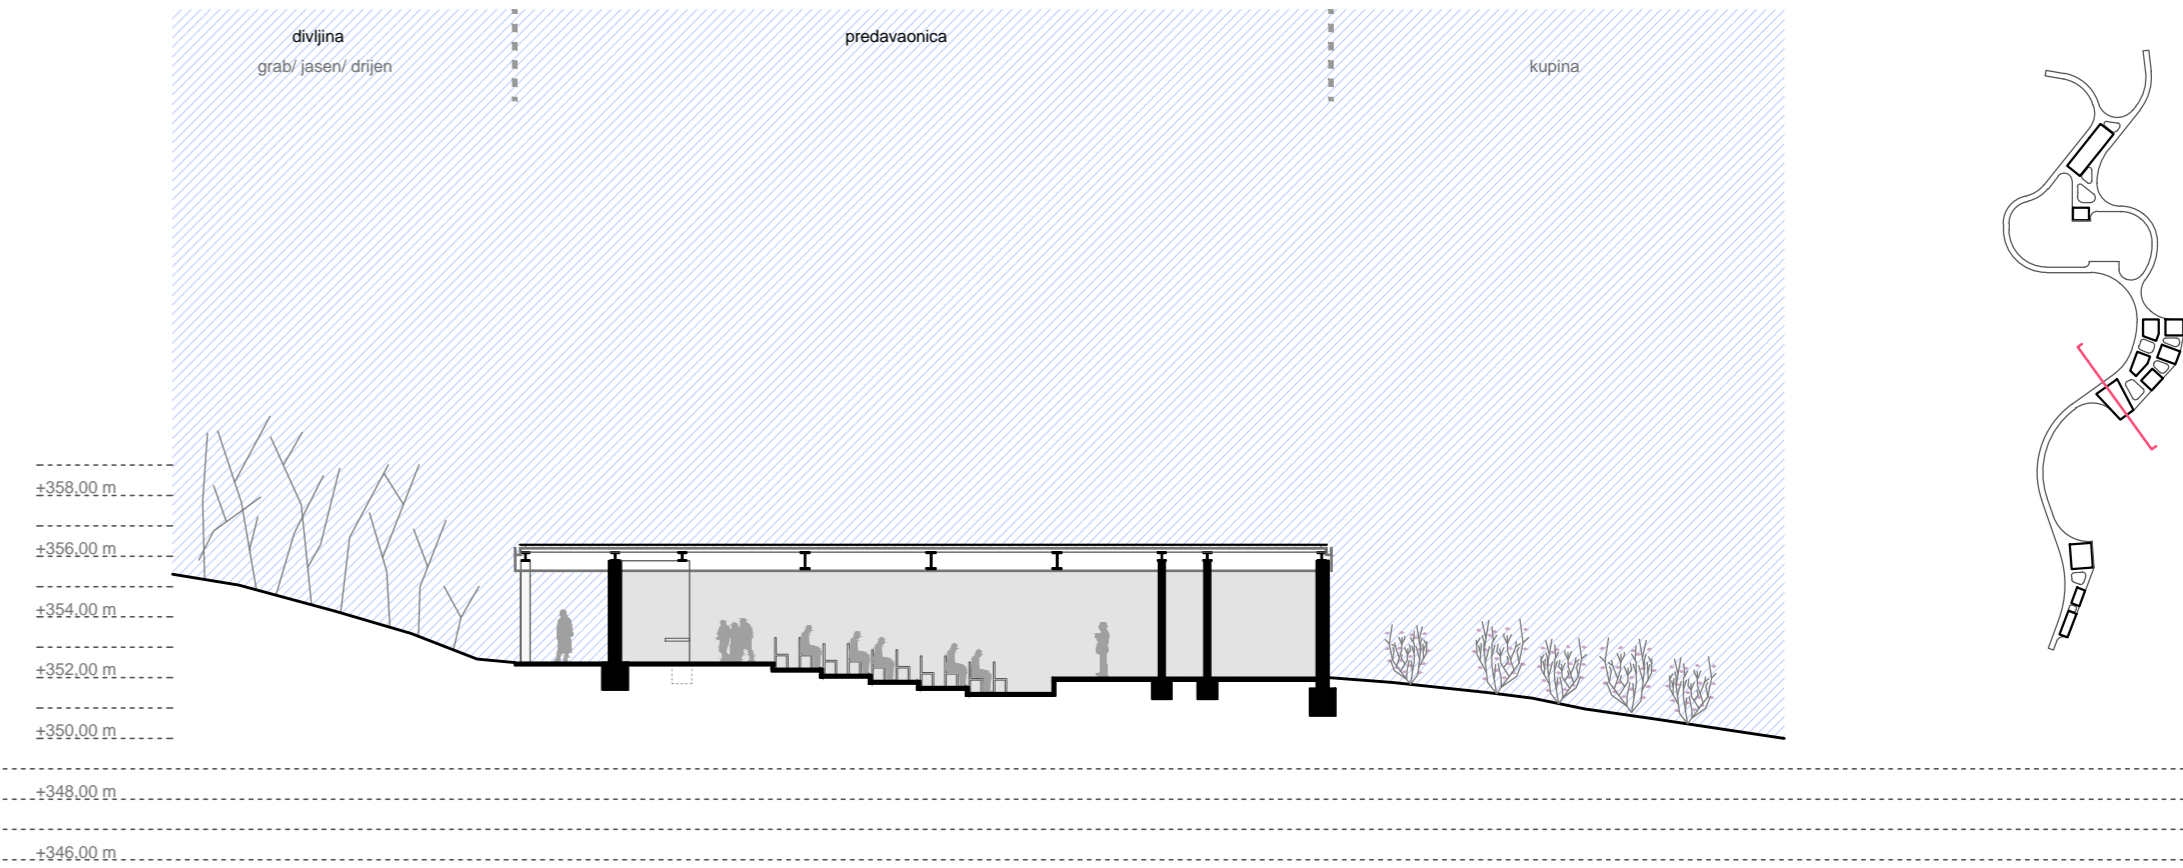 divljina
predavaonica
grab/ jasen/ drijen
kupina
+358,00 m
+356,00 m
+354,00 m
+352,00 m
+350,00 m
+348,00 m
+346,00 m